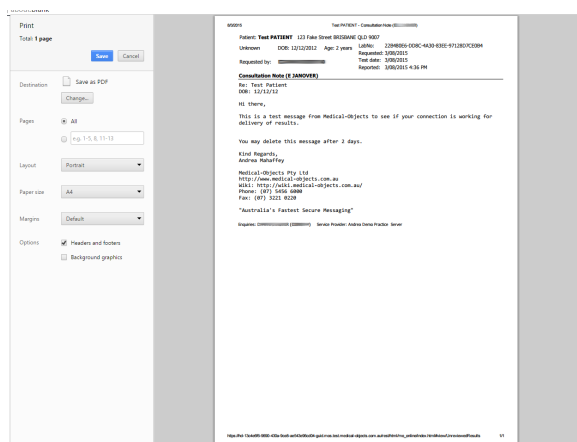 about:blank
Print
Total: 1 page
Save
Cancel
Destination
Save as PDF
Change...
Pages
All
e.g. 1-5, 8, 11-13
Layout
Portrait
Paper size
A4
Margins
Default
Options
Headers and footers
Background graphics
Test PATIENT - Consultation Note
Patient: Test PATIENT 123 Fake Street BRISBANE QLD 9007
Unknown DOB: 12/12/2012 Age: 2 years LabNo:
Requested: 3/08/2015
Requested by: Test date: 3/08/2015
Reported: 3/08/2015 4:36 PM
Consultation Note (E JANOVER)
Re: Test Patient
DOB: 12/12/12
Hi there,
This is a test message from Medical-Objects to see if your connection is working for
delivery of results.
You may delete this message after 2 days.
Kind Regards,
Andrea Mahaffey
Medical-Objects Pty Ltd
http://www.medical-objects.com
Wiki: http://wiki.medical-objects.com.au/
Phone: (07) 5456 6000
Fax: (07) 3221 0220
"Australia's Fastest Secure Messaging"
Enquiries: Service Provider: Andrea Demo Practice Server
1/1